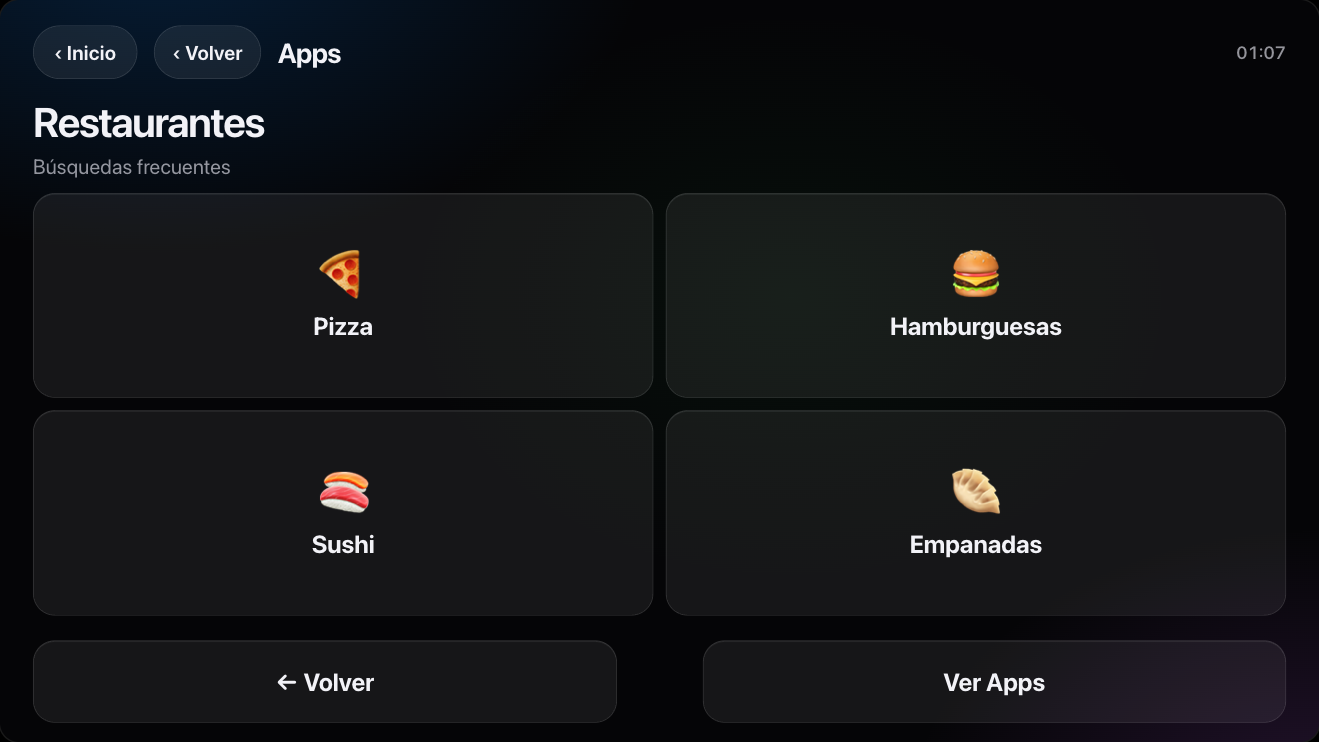 ‹ Inicio
‹ Volver
Apps
01:07
Restaurantes
Búsquedas frecuentes
Pizza
Hamburguesas
Sushi
Empanadas
← Volver
Ver Apps